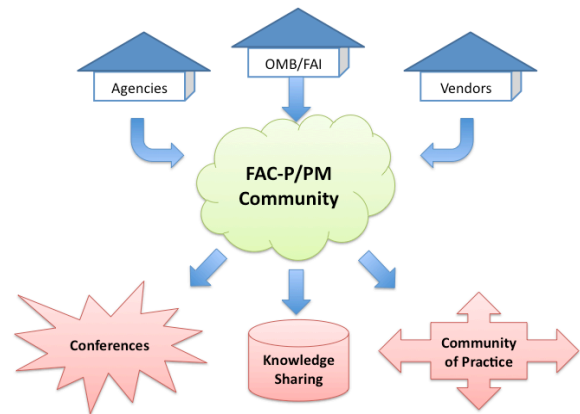 OMB/FAI
Agencies
Vendors
FAC-P/PM
Community
Conferences
Knowledge
Sharing
Community
of Practice